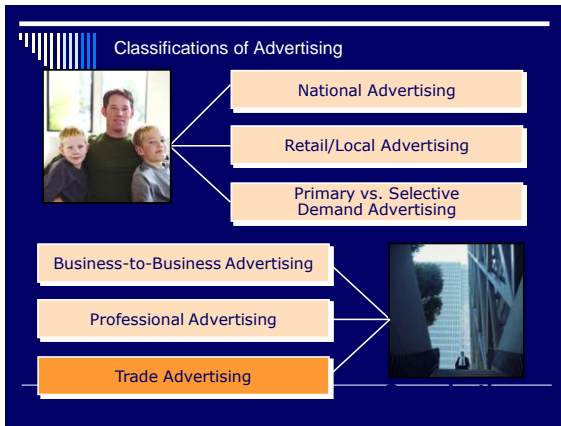 Classifications of Advertising
National Advertising
Retail/Local Advertising
Primary vs. Selective
Demand Advertising
Business-to-Business Advertising
Professional Advertising
Trade Advertising